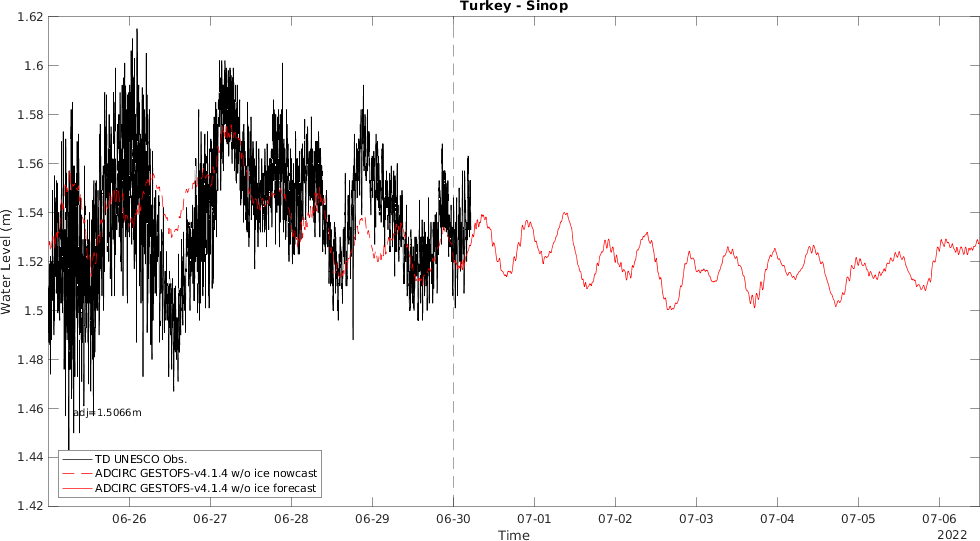 Turkey - Sinop
1.62
1.6
1.58
1.56
1.54
1.52
1.5
1.48
1.46
1.44
1.42
Water Level (m)
adj=1.5066m
TD UNESCO Obs.
ADCIRC GESTOFS-v4.1.4 w/o ice nowcast
ADCIRC GESTOFS-v4.1.4 w/o ice forecast
06-26 06-27 06-28 06-29 06-30 07-01 07-02 07-03 07-04 07-05 07-06
Time
2022